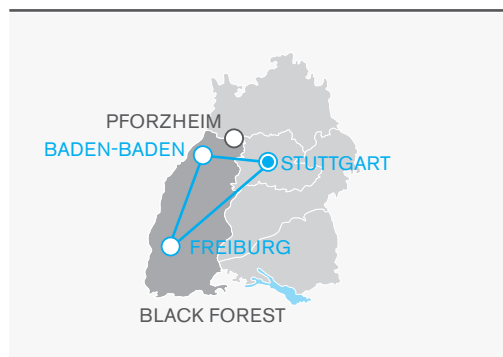 PFORZHEIM
BADEN-BADEN
STUTTGART
FREIBURG
BLACK FOREST